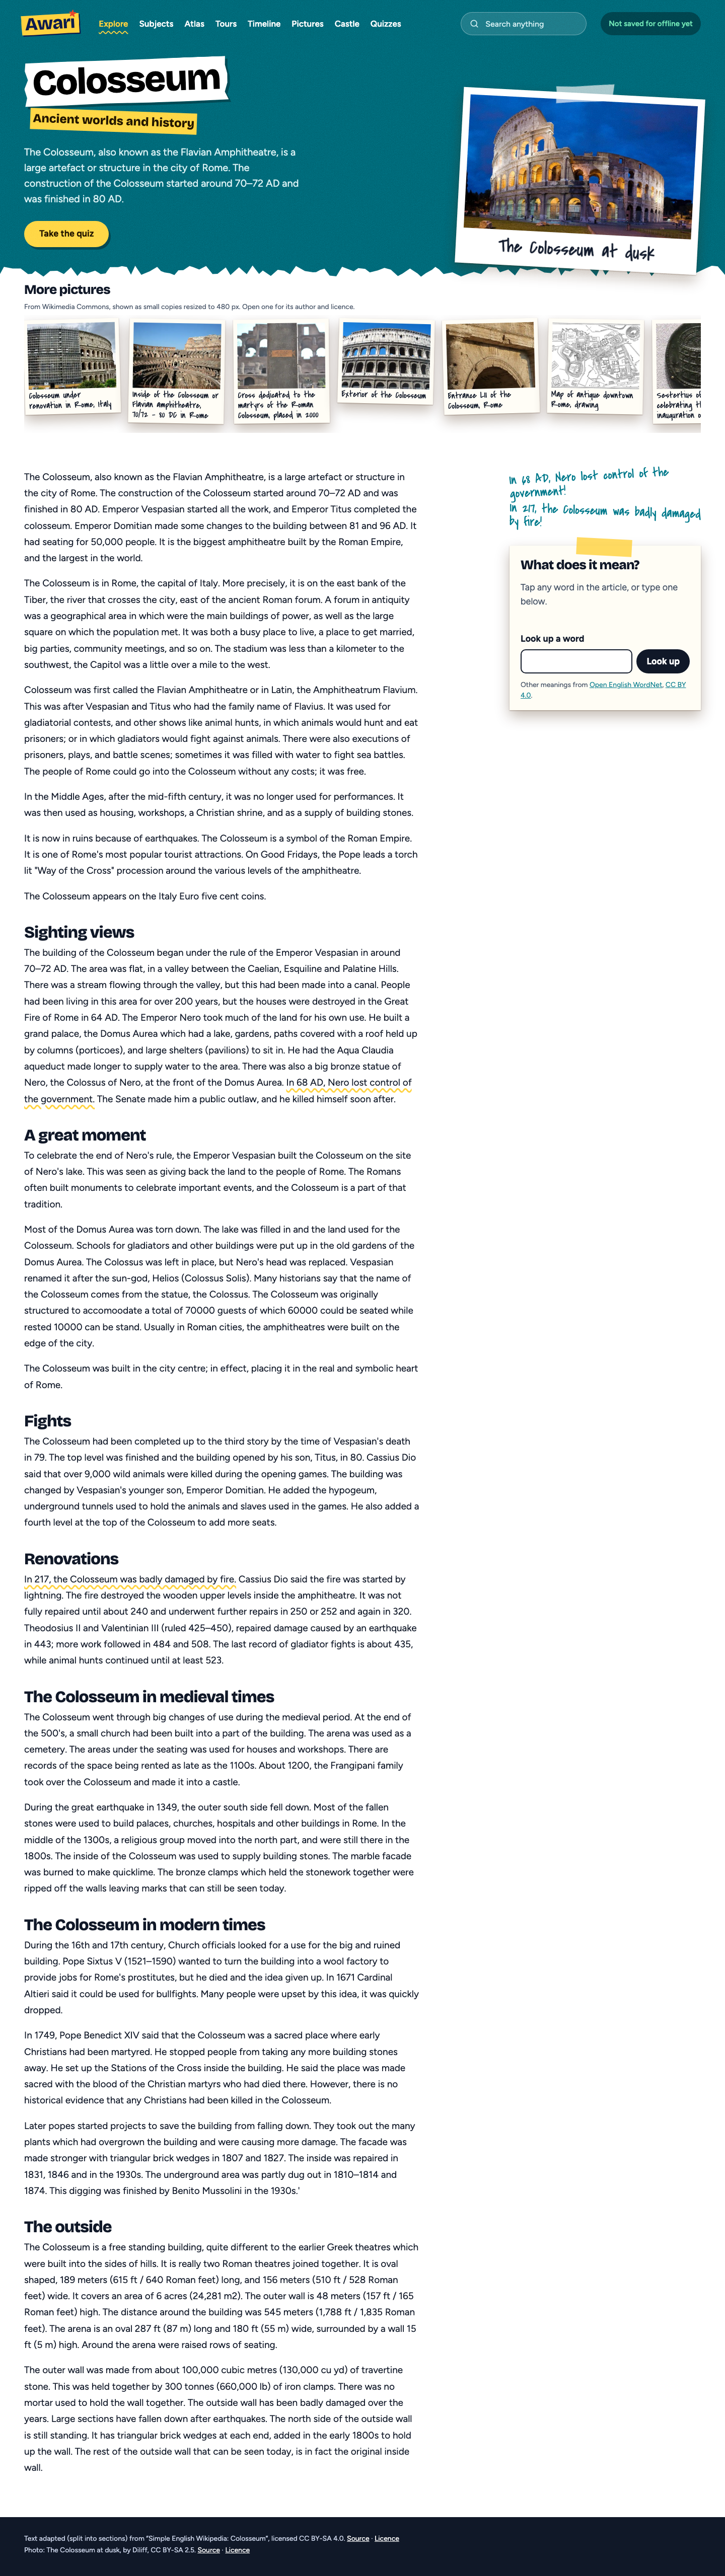 Awari
Explore
Subjects
Atlas
Tours
Timeline
Pictures
Castle
Quizzes
Search anything
Not saved for offline yet
Colosseum
Ancient worlds and history
The Colosseum, also known as the Flavian Amphitheatre, is a
large artefact or structure in the city of Rome. The
construction of the Colosseum started around 70–72 AD and
was finished in 80 AD.
Take the quiz
The Colosseum at dusk
More pictures
From Wikimedia Commons, shown as small copies resized to 480 px. Open one for its author and licence.
Colosseum under
renovation in Rome, Italy
Inside of the Colosseum or
Flavian amphitheatre,
70/72 - 80 DC in Rome
Cross dedicated to the
martyrs of the Roman
Colosseum, placed in 2000
Exterior of the Colosseum
Entrance LII of the
Colosseum, Rome
Map of antique downtown
Rome, drawing
Sestertius of
celebrating th
inauguration o
The Colosseum, also known as the Flavian Amphitheatre, is a large artefact or structure in
the city of Rome. The construction of the Colosseum started around 70–72 AD and was
finished in 80 AD. Emperor Vespasian started all the work, and Emperor Titus completed the
colosseum. Emperor Domitian made some changes to the building between 81 and 96 AD. It
had seating for 50,000 people. It is the biggest amphitheatre built by the Roman Empire,
and the largest in the world.
The Colosseum is in Rome, the capital of Italy. More precisely, it is on the east bank of the
Tiber, the river that crosses the city, east of the ancient Roman forum. A forum in antiquity
was a geographical area in which were the main buildings of power, as well as the large
square on which the population met. It was both a busy place to live, a place to get married,
big parties, community meetings, and so on. The stadium was less than a kilometer to the
southwest, the Capitol was a little over a mile to the west.
Colosseum was first called the Flavian Amphitheatre or in Latin, the Amphitheatrum Flavium.
This was after Vespasian and Titus who had the family name of Flavius. It was used for
gladiatorial contests, and other shows like animal hunts, in which animals would hunt and eat
prisoners; or in which gladiators would fight against animals. There were also executions of
prisoners, plays, and battle scenes; sometimes it was filled with water to fight sea battles.
The people of Rome could go into the Colosseum without any costs; it was free.
In the Middle Ages, after the mid-fifth century, it was no longer used for performances. It
was then used as housing, workshops, a Christian shrine, and as a supply of building stones.
It is now in ruins because of earthquakes. The Colosseum is a symbol of the Roman Empire.
It is one of Rome's most popular tourist attractions. On Good Fridays, the Pope leads a torch
lit "Way of the Cross" procession around the various levels of the amphitheatre.
The Colosseum appears on the Italy Euro five cent coins.
In 68 AD, Nero lost control of the
government!
In 217, the Colosseum was badly damaged
by fire!
What does it mean?
Tap any word in the article, or type one
below.
Look up a word
Look up
Other meanings from Open English WordNet, CC BY
4.0.
Sighting views
The building of the Colosseum began under the rule of the Emperor Vespasian in around
70–72 AD. The area was flat, in a valley between the Caelian, Esquiline and Palatine Hills.
There was a stream flowing through the valley, but this had been made into a canal. People
had been living in this area for over 200 years, but the houses were destroyed in the Great
Fire of Rome in 64 AD. The Emperor Nero took much of the land for his own use. He built a
grand palace, the Domus Aurea which had a lake, gardens, paths covered with a roof held up
by columns (porticoes), and large shelters (pavilions) to sit in. He had the Aqua Claudia
aqueduct made longer to supply water to the area. There was also a big bronze statue of
Nero, the Colossus of Nero, at the front of the Domus Aurea. In 68 AD, Nero lost control of
the government. The Senate made him a public outlaw, and he killed himself soon after.
A great moment
To celebrate the end of Nero's rule, the Emperor Vespasian built the Colosseum on the site
of Nero's lake. This was seen as giving back the land to the people of Rome. The Romans
often built monuments to celebrate important events, and the Colosseum is a part of that
tradition.
Most of the Domus Aurea was torn down. The lake was filled in and the land used for the
Colosseum. Schools for gladiators and other buildings were put up in the old gardens of the
Domus Aurea. The Colossus was left in place, but Nero's head was replaced. Vespasian
renamed it after the sun-god, Helios (Colossus Solis). Many historians say that the name of
the Colosseum comes from the statue, the Colossus. The Colosseum was originally
structured to accomoodate a total of 70000 guests of which 60000 could be seated while
rested 10000 can be stand. Usually in Roman cities, the amphitheatres were built on the
edge of the city.
The Colosseum was built in the city centre; in effect, placing it in the real and symbolic heart
of Rome.
Fights
The Colosseum had been completed up to the third story by the time of Vespasian's death
in 79. The top level was finished and the building opened by his son, Titus, in 80. Cassius Dio
said that over 9,000 wild animals were killed during the opening games. The building was
changed by Vespasian's younger son, Emperor Domitian. He added the hypogeum,
underground tunnels used to hold the animals and slaves used in the games. He also added a
fourth level at the top of the Colosseum to add more seats.
Renovations
In 217, the Colosseum was badly damaged by fire. Cassius Dio said the fire was started by
lightning. The fire destroyed the wooden upper levels inside the amphitheatre. It was not
fully repaired until about 240 and underwent further repairs in 250 or 252 and again in 320.
Theodosius II and Valentinian III (ruled 425–450), repaired damage caused by an earthquake
in 443; more work followed in 484 and 508. The last record of gladiator fights is about 435,
while animal hunts continued until at least 523.
The Colosseum in medieval times
The Colosseum went through big changes of use during the medieval period. At the end of
the 500's, a small church had been built into a part of the building. The arena was used as a
cemetery. The areas under the seating was used for houses and workshops. There are
records of the space being rented as late as the 1100s. About 1200, the Frangipani family
took over the Colosseum and made it into a castle.
During the great earthquake in 1349, the outer south side fell down. Most of the fallen
stones were used to build palaces, churches, hospitals and other buildings in Rome. In the
middle of the 1300s, a religious group moved into the north part, and were still there in the
1800s. The inside of the Colosseum was used to supply building stones. The marble facade
was burned to make quicklime. The bronze clamps which held the stonework together were
ripped off the walls leaving marks that can still be seen today.
The Colosseum in modern times
During the 16th and 17th century, Church officials looked for a use for the big and ruined
building. Pope Sixtus V (1521–1590) wanted to turn the building into a wool factory to
provide jobs for Rome's prostitutes, but he died and the idea given up. In 1671 Cardinal
Altieri said it could be used for bullfights. Many people were upset by this idea, it was quickly
dropped.
In 1749, Pope Benedict XIV said that the Colosseum was a sacred place where early
Christians had been martyred. He stopped people from taking any more building stones
away. He set up the Stations of the Cross inside the building. He said the place was made
sacred with the blood of the Christian martyrs who had died there. However, there is no
historical evidence that any Christians had been killed in the Colosseum.
Later popes started projects to save the building from falling down. They took out the many
plants which had overgrown the building and were causing more damage. The facade was
made stronger with triangular brick wedges in 1807 and 1827. The inside was repaired in
1831, 1846 and in the 1930s. The underground area was partly dug out in 1810–1814 and
1874. This digging was finished by Benito Mussolini in the 1930s.'
The outside
The Colosseum is a free standing building, quite different to the earlier Greek theatres which
were built into the sides of hills. It is really two Roman theatres joined together. It is oval
shaped, 189 meters (615 ft / 640 Roman feet) long, and 156 meters (510 ft / 528 Roman
feet) wide. It covers an area of 6 acres (24,281 m2). The outer wall is 48 meters (157 ft / 165
Roman feet) high. The distance around the building was 545 meters (1,788 ft / 1,835 Roman
feet). The arena is an oval 287 ft (87 m) long and 180 ft (55 m) wide, surrounded by a wall 15
ft (5 m) high. Around the arena were raised rows of seating.
The outer wall was made from about 100,000 cubic metres (130,000 cu yd) of travertine
stone. This was held together by 300 tonnes (660,000 lb) of iron clamps. There was no
mortar used to hold the wall together. The outside wall has been badly damaged over the
years. Large sections have fallen down after earthquakes. The north side of the outside wall
is still standing. It has triangular brick wedges at each end, added in the early 1800s to hold
up the wall. The rest of the outside wall that can be seen today, is in fact the original inside
wall.
Text adapted (split into sections) from "Simple English Wikipedia: Colosseum", licensed CC BY-SA 4.0. Source · Licence
Photo: The Colosseum at dusk, by Diliff, CC BY-SA 2.5. Source · Licence